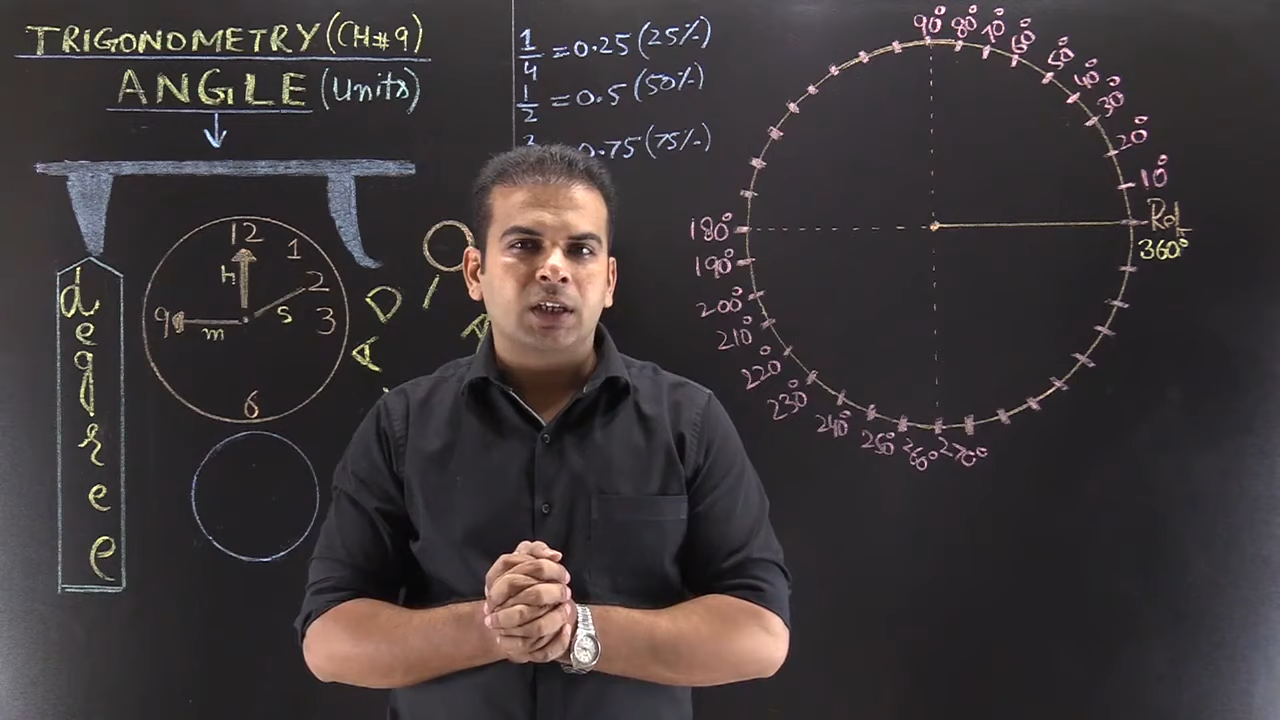 TRIGONOMETRY (CH#9)
ANGLE (Units)
degree
12
1
2
3
6
9
h
m
s
D
A
1/4 = 0.25 (25%)
1/2 = 0.5 (50%)
0.75 (75%)
90° 80° 70° 60° 50° 40° 30° 20° 10°
Ref
360°
180°
190°
200°
210°
220°
230°
240°
250°
260°
270°